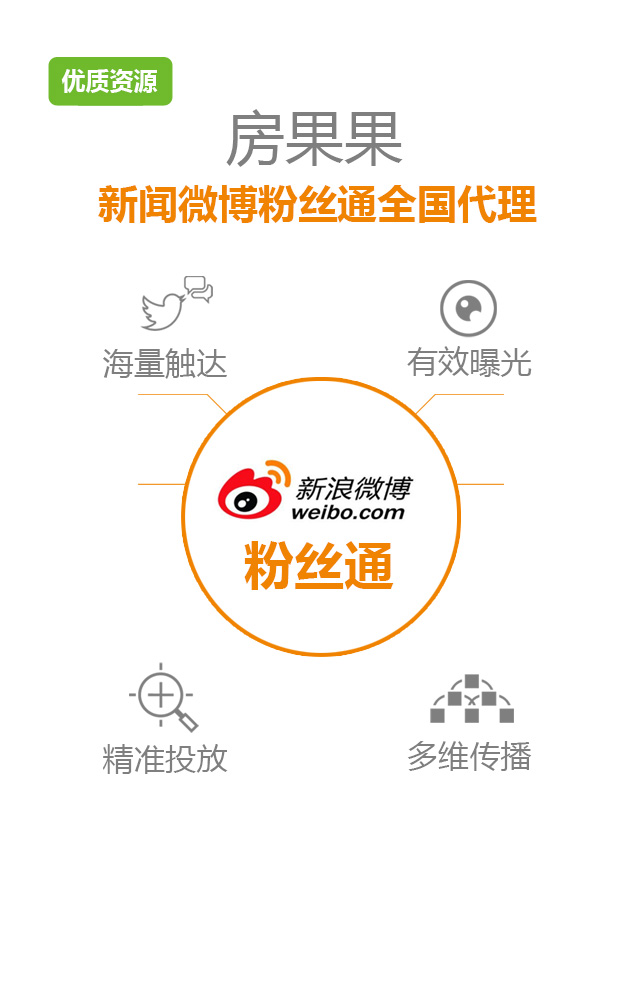 优质资源
房果果
新闻微博粉丝通全国代理
海量触达
有效曝光
新浪微博
weibo.com
粉丝通
精准投放
多维传播